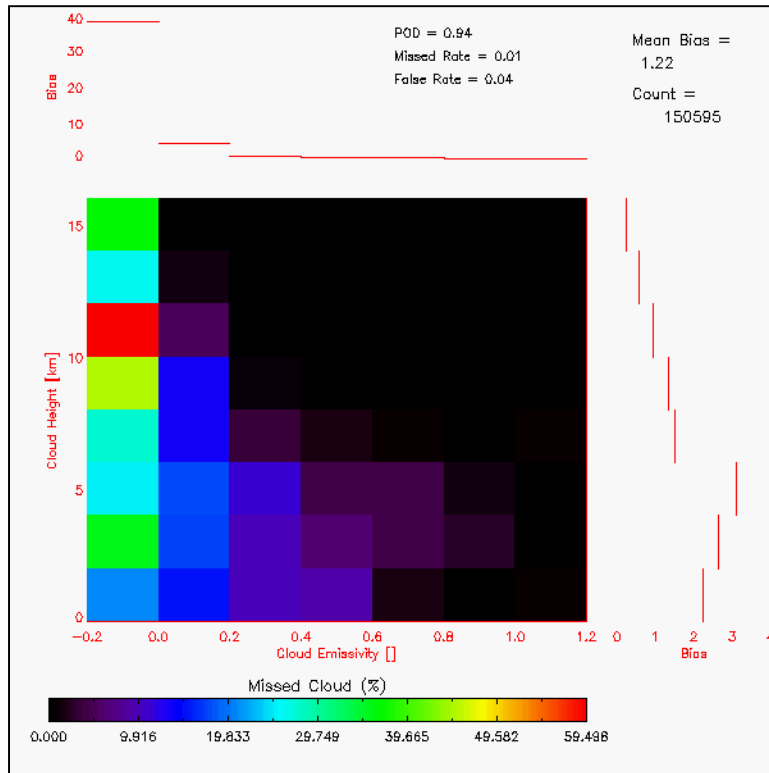 40
30
20
10
0
Bias
POD = 0.94
Missed Rate = 0.01
False Rate = 0.04
Mean Bias =
1.22
Count =
150595
15
10
5
0
Cloud Height [km]
-0.2 0.0 0.2 0.4 0.6 0.8 1.0 1.2
Cloud Emissivity []
0 1 2 3 4
Bias
Missed Cloud (%)
0.000 9.916 19.833 29.749 39.665 49.582 59.498